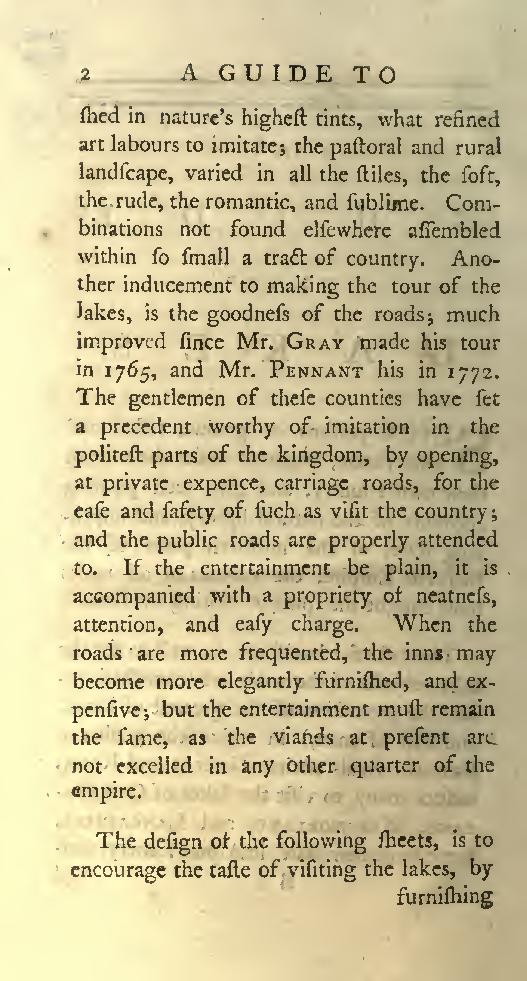 2 A GUIDE TO
ſhed in nature's higheſt tints, what refined
art labours to imitate; the paſtoral and rural
landſcape, varied in all the ſtiles, the ſoft,
the rude, the romantic, and ſublime. Com-
binations not found elſewhere aſſembled
within ſo ſmall a tract of country. Ano-
ther inducement to making the tour of the
lakes, is the goodneſs of the roads; much
improved ſince Mr. GRAY made his tour
in 1765, and Mr. PENNANT his in 1772.
The gentlemen of theſe counties have ſet
a precedent worthy of imitation in the
politeſt parts of the kingdom, by opening,
at private expence, carriage roads, for the
eaſe and ſafety of ſuch as viſit the country;
and the public roads are properly attended
to. If the entertainment be plain, it is
accompanied with a propriety of neatneſs,
attention, and eaſy charge. When the
roads are more frequented, the inns may
become more elegantly furniſhed, and ex-
penſive; but the entertainment muſt remain
the ſame, as the viands at preſent are
not excelled in any other quarter of the
empire.
The deſign of the following ſheets, is to
encourage the taſte of viſiting the lakes, by
furniſhing